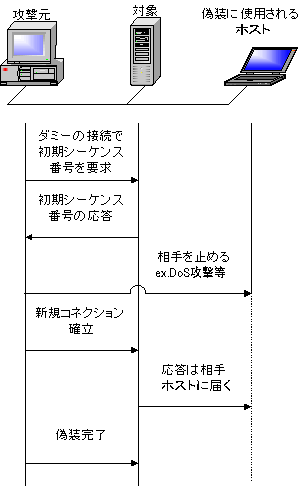 攻撃元
対象
偽装に使用される
ホスト
ダミーの接続で
初期シーケンス
番号を要求
初期シーケンス
番号の応答
相手を止める
ex.DoS攻撃等
新規コネクション
確立
応答は相手
ホストに届く
偽装完了